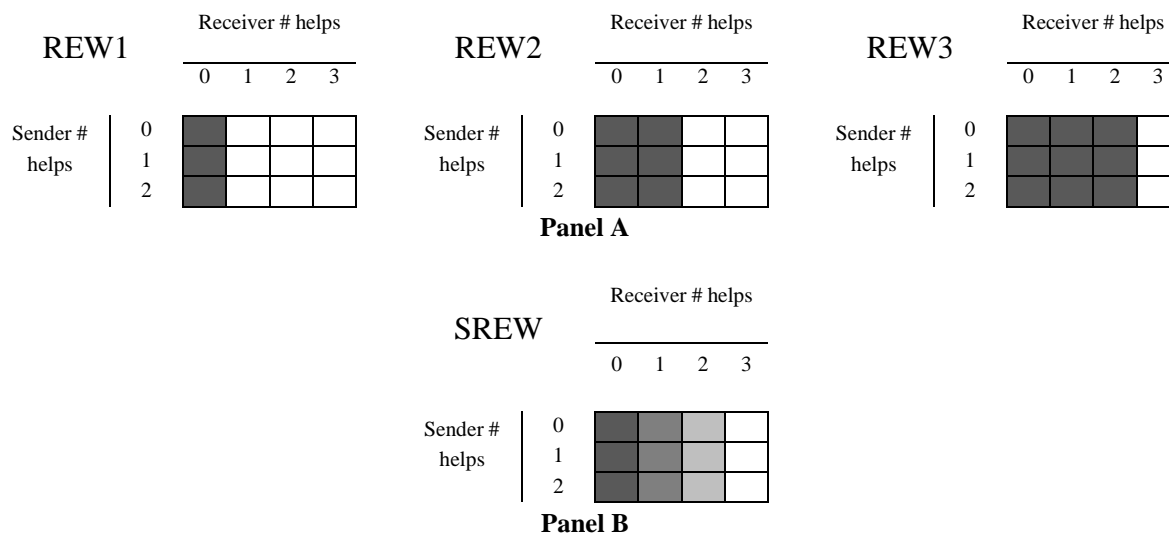 Receiver # helps
REW1
0 1 2 3
Sender # helps
0
1
2
Receiver # helps
REW2
0 1 2 3
Sender # helps
0
1
2
Receiver # helps
REW3
0 1 2 3
Sender # helps
0
1
2
Panel A
Receiver # helps
SREW
0 1 2 3
Sender # helps
0
1
2
Panel B